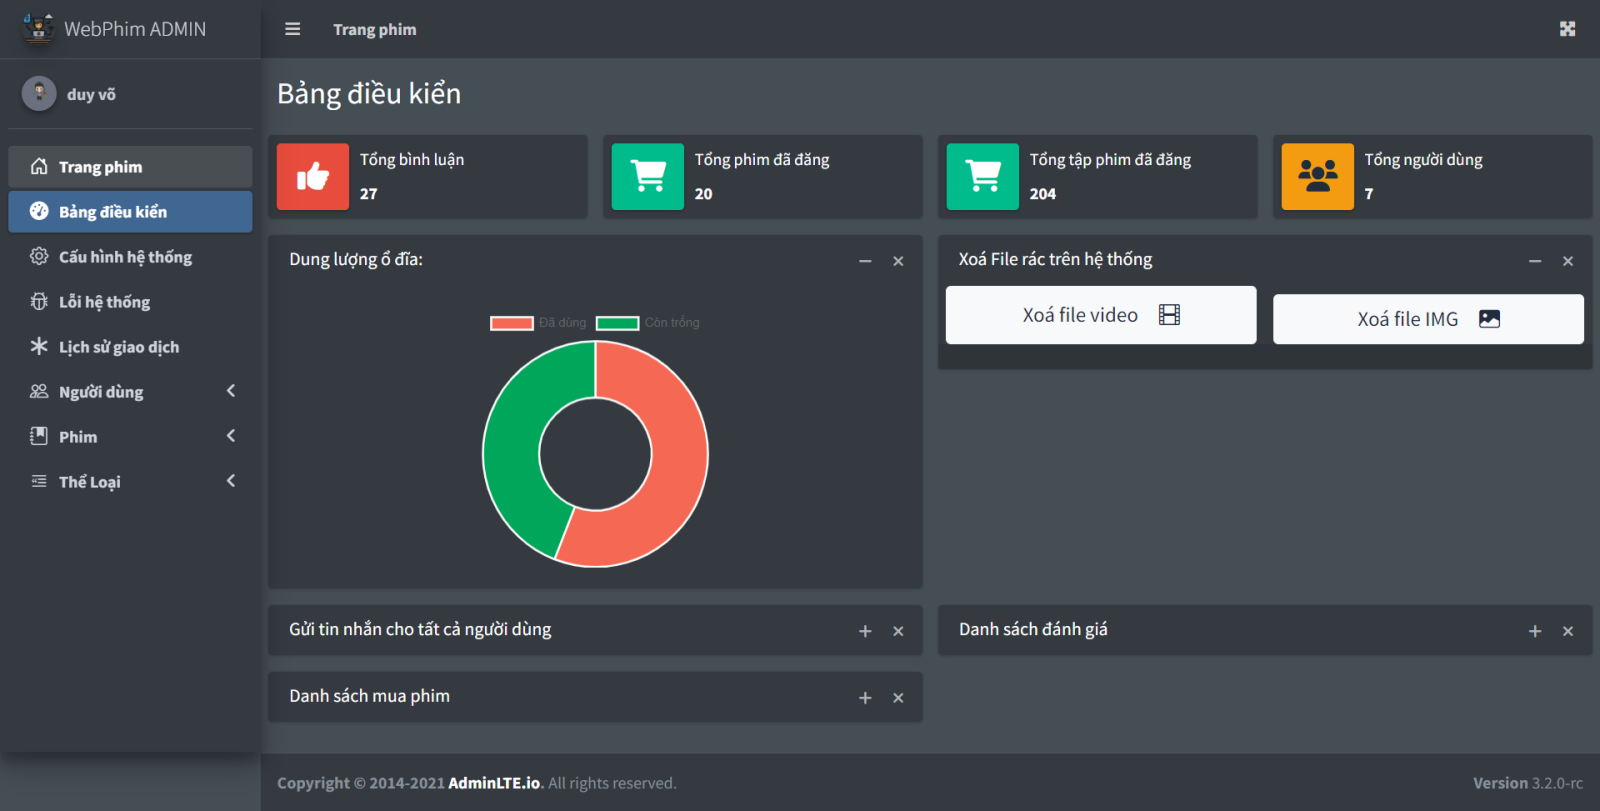 WebPhim ADMIN
Trang phim
duy võ
Trang phim
Bảng điều kiển
Cấu hình hệ thống
Lỗi hệ thống
Lịch sử giao dịch
Người dùng
Phim
Thể Loại
Bảng điều kiển
Tổng bình luận
27
Tổng phim đã đăng
20
Tổng tập phim đã đăng
204
Tổng người dùng
7
Dung lượng ổ đĩa:
Đã dùng
Còn trống
Xoá File rác trên hệ thống
Xoá file video
Xoá file IMG
Gửi tin nhắn cho tất cả người dùng
Danh sách đánh giá
Danh sách mua phim
Copyright © 2014-2021 AdminLTE.io. All rights reserved.
Version 3.2.0-rc